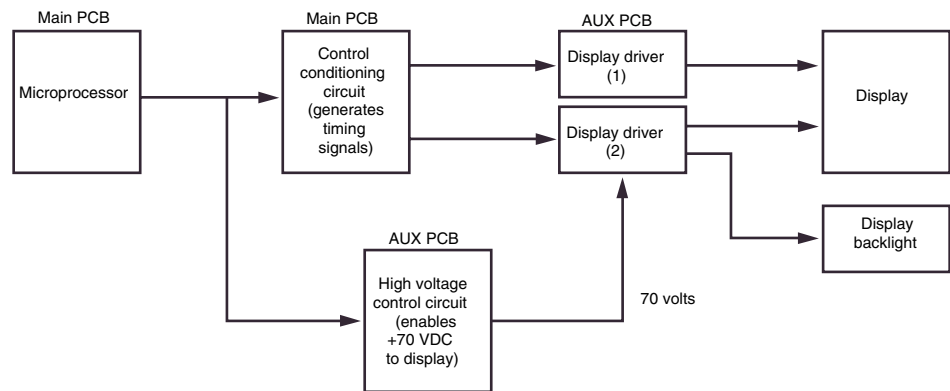 Main PCB
Microprocessor
Main PCB
Control
conditioning
circuit
(generates
timing
signals)
AUX PCB
Display driver
(1)
Display driver
(2)
Display
Display
backlight
AUX PCB
High voltage
control circuit
(enables
+70 VDC
to display)
70 volts